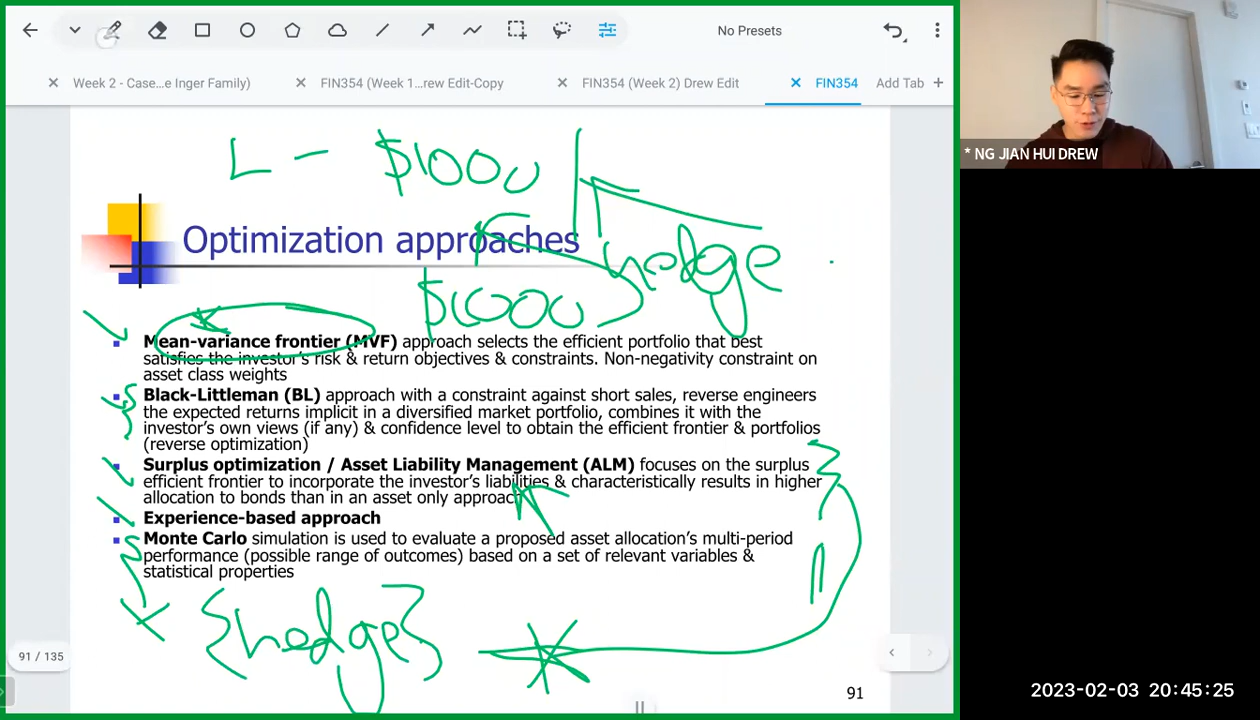 No Presets
Week 2 - Case...e Inger Family)
FIN354 (Week 1...rew Edit-Copy
FIN354 (Week 2) Drew Edit
FIN354
Add Tab +
* NG JIAN HUI DREW
L - $1000
Optimization approaches
hedge
$1000
Mean-variance frontier (MVF) approach selects the efficient portfolio that best
satisfies the investor's risk & return objectives & constraints. Non-negativity constraint on
asset class weights
Black-Littleman (BL) approach with a constraint against short sales, reverse engineers
the expected returns implicit in a diversified market portfolio, combines it with the
investor's own views (if any) & confidence level to obtain the efficient frontier & portfolios
(reverse optimization)
Surplus optimization / Asset Liability Management (ALM) focuses on the surplus
efficient frontier to incorporate the investor's liabilities & characteristically results in higher
allocation to bonds than in an asset only approach
Experience-based approach
Monte Carlo simulation is used to evaluate a proposed asset allocation's multi-period
performance (possible range of outcomes) based on a set of relevant variables &
statistical properties
{hedge}
91 / 135
91
2023-02-03 20:45:25